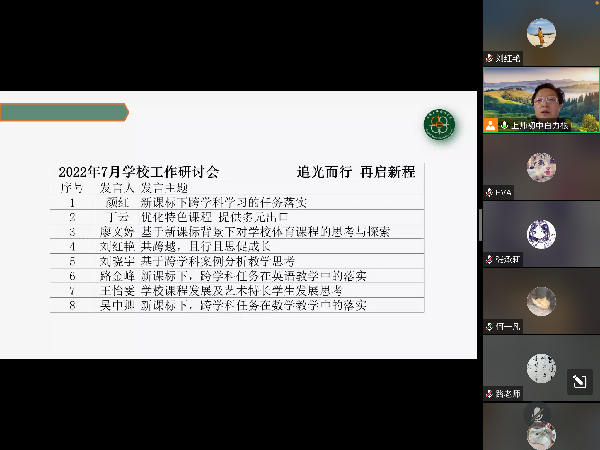 2022年7月学校工作研讨会 追光而行 再启新程
序号 发言人 发言主题
1 颜红 新课标下跨学科学习的任务落实
2 丁云 优化特色课程 提供多元出口
3 廖文婷 基于新课标背景下对学校体育课程的思考与探索
4 刘红艳 共跨越，且行且思促成长
5 刘晓宇 基于跨学科案例分析教学思考
6 路金峰 新课标下，跨学科任务在英语教学中的落实
7 王怡雯 学校课程发展及艺术特长学生发展思考
8 吴中迪 新课标下，跨学科任务在数学教学中的落实
刘红艳
上师初中白力根
EVA
何一凡
路老师